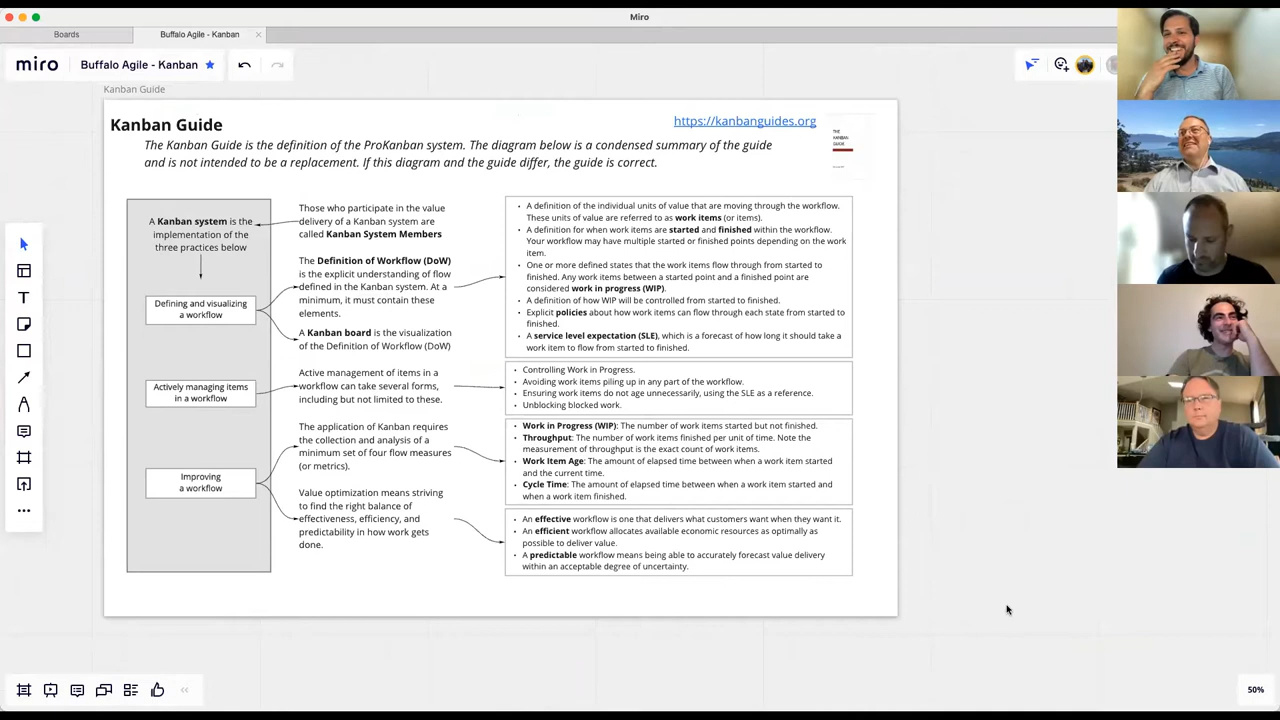 Miro
Boards
Buffalo Agile - Kanban
miro
Buffalo Agile - Kanban
Kanban Guide
Kanban Guide
https://kanbanguides.org
The Kanban Guide is the definition of the ProKanban system. The diagram below is a condensed summary of the guide
and is not intended to be a replacement. If this diagram and the guide differ, the guide is correct.
THE
KANBAN
GUIDE
A Kanban system is the
implementation of the
three practices below
Defining and visualizing
a workflow
Actively managing items
in a workflow
Improving
a workflow
Those who participate in the value
delivery of a Kanban system are
called Kanban System Members
The Definition of Workflow (DoW)
is the explicit understanding of flow
defined in the Kanban system. At a
minimum, it must contain these
elements.
A Kanban board is the visualization
of the Definition of Workflow (DoW)
Active management of items in a
workflow can take several forms,
including but not limited to these.
The application of Kanban requires
the collection and analysis of a
minimum set of four flow measures
(or metrics).
Value optimization means striving
to find the right balance of
effectiveness, efficiency, and
predictability in how work gets
done.
• A definition of the individual units of value that are moving through the workflow.
These units of value are referred to as work items (or items).
• A definition for when work items are started and finished within the workflow.
Your workflow may have multiple started or finished points depending on the work
item.
• One or more defined states that the work items flow through from started to
finished. Any work items between a started point and a finished point are
considered work in progress (WIP).
• A definition of how WIP will be controlled from started to finished.
• Explicit policies about how work items can flow through each state from started to
finished.
• A service level expectation (SLE), which is a forecast of how long it should take a
work item to flow from started to finished.
• Controlling Work in Progress.
• Avoiding work items piling up in any part of the workflow.
• Ensuring work items do not age unnecessarily, using the SLE as a reference.
• Unblocking blocked work.
• Work in Progress (WIP): The number of work items started but not finished.
• Throughput: The number of work items finished per unit of time. Note the
measurement of throughput is the exact count of work items.
• Work Item Age: The amount of elapsed time between when a work item started
and the current time.
• Cycle Time: The amount of elapsed time between when a work item started and
when a work item finished.
• An effective workflow is one that delivers what customers want when they want it.
• An efficient workflow allocates available economic resources as optimally as
possible to deliver value.
• A predictable workflow means being able to accurately forecast value delivery
within an acceptable degree of uncertainty.
50%